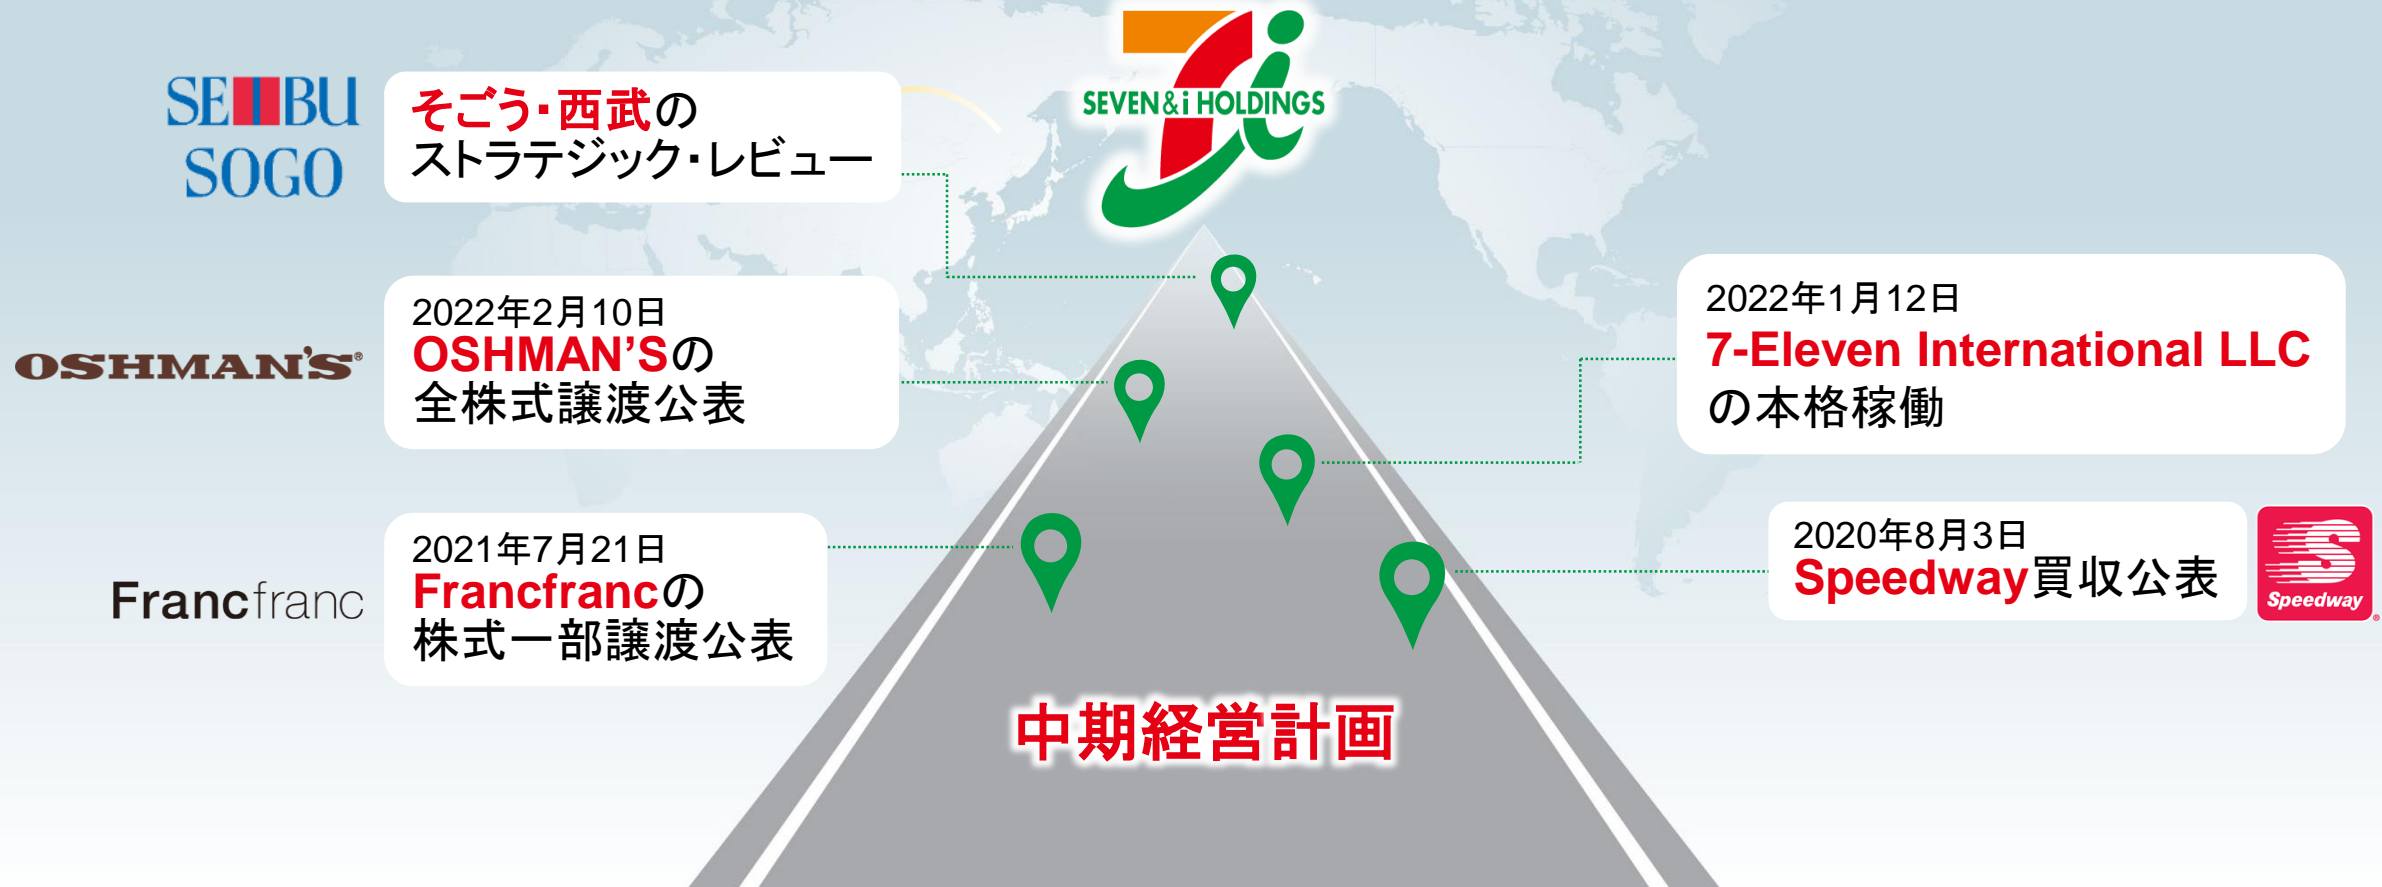 SEVEN&i HOLDINGS
SEIBU
SOGO
そごう・西武の
ストラテジック・レビュー
OSHMAN'S®
2022年2月10日
OSHMAN’Sの
全株式譲渡公表
Francfranc
2021年7月21日
Francfrancの
株式一部譲渡公表
2022年1月12日
7-Eleven International LLC
の本格稼働
2020年8月3日
Speedway買収公表
S
Speedway®
中期経営計画